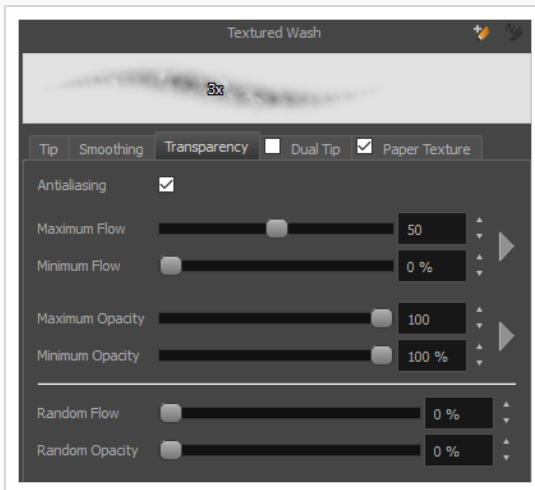 Textured Wash
3x
Tip Smoothing Transparency Dual Tip Paper Texture
Antialiasing
Maximum Flow 50
Minimum Flow 0 %
Maximum Opacity 100
Minimum Opacity 100 %
Random Flow 0 %
Random Opacity 0 %